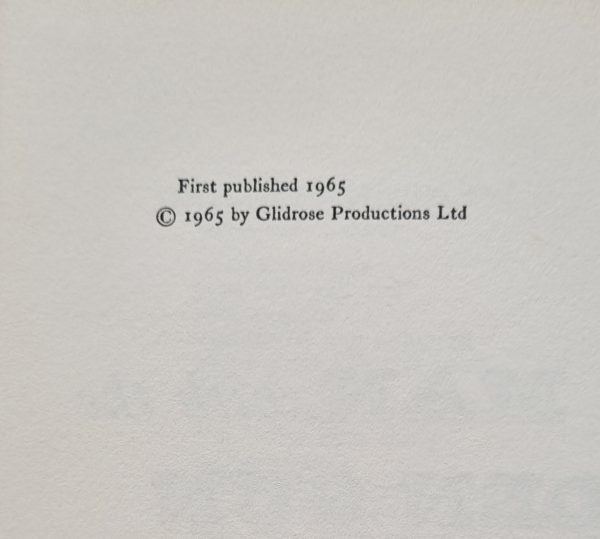 First published 1965
© 1965 by Glidrose Productions Ltd